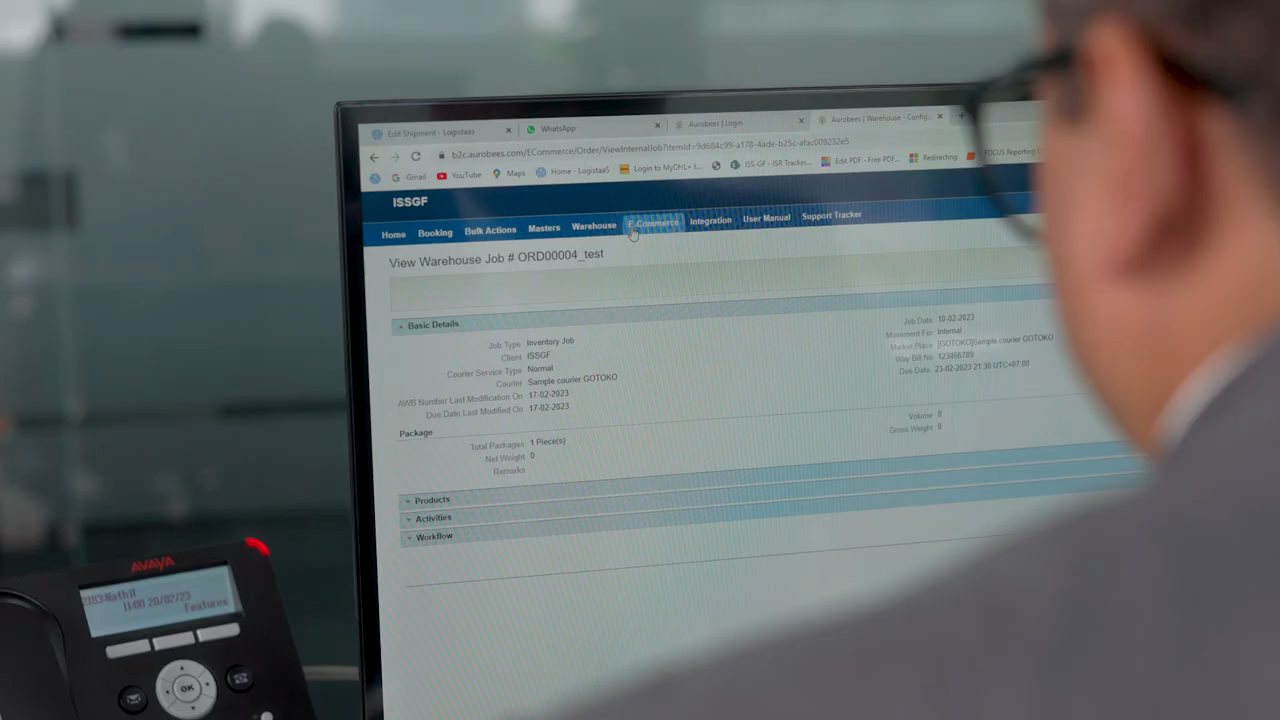 Edit Shipment - Logistaas
WhatsApp
Aurobees | Login
Aurobees | Warehouse - Config
b2c.aurobees.com/ECommerce/Order/ViewInternalJob?itemId=9d684c99-a178-4ade-b25c-afac009232e5
Gmail YouTube Maps Home - LogistaaS Login to MyDHL+ t... ISS-GF - ISR Tracker... Edit PDF - Free PDF... Redirecting FOCUS Reporting
ISSGF
Home Booking Bulk Actions Masters Warehouse E-Commerce Integration User Manual Support Tracker
View Warehouse Job # ORD00004_test
Basic Details
Job Type Inventory Job
Client ISSGF
Courier Service Type Normal
Courier Sample courier GOTOKO
AWB Number Last Modification On 17-02-2023
Due Date Last Modified On 17-02-2023
Job Date 10-02-2023
Movement For Internal
Market Place [GOTOKO]Sample courier GOTOKO
Way Bill No 123456789
Due Date 23-02-2023 21:38 UTC+07:00
Package
Total Packages 1 Piece(s)
Net Weight 0
Remarks
Volume 0
Gross Weight 0
Products
Activities
Workflow
AVAYA
11:00 20/02/23
Features
OK